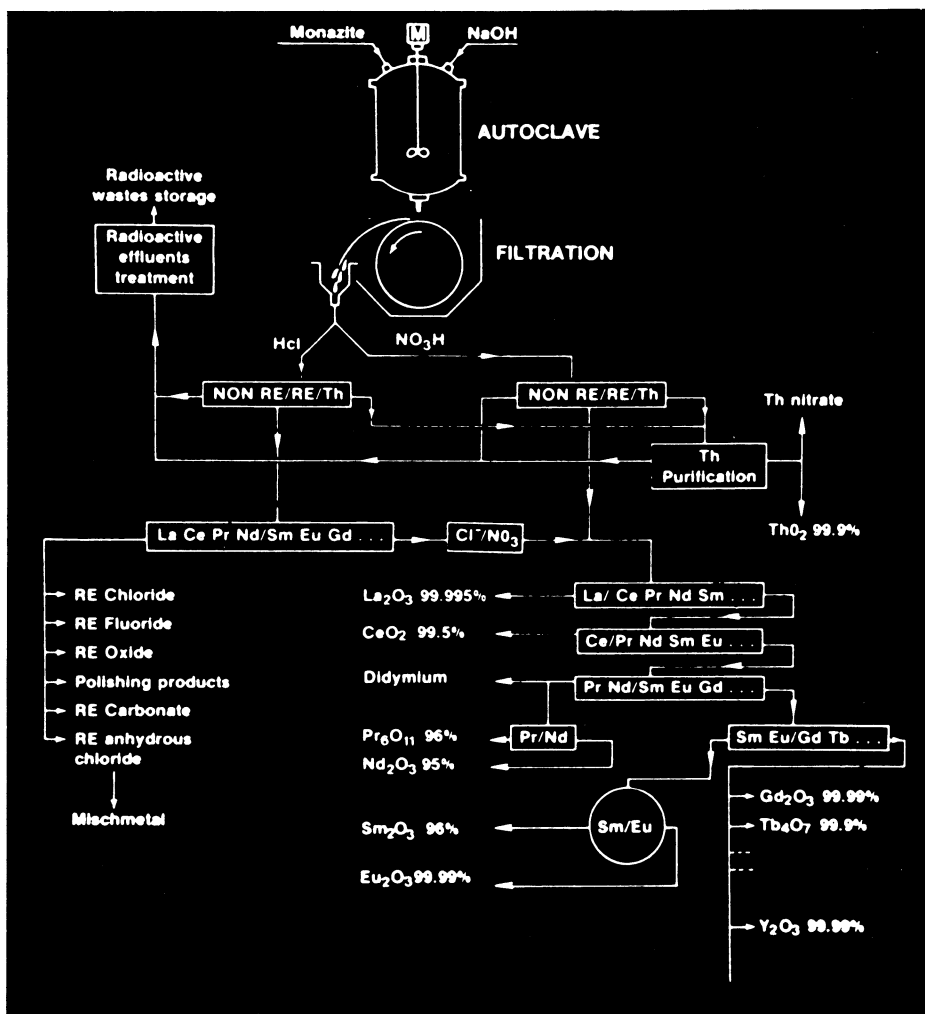 Monazite
M
NaOH
AUTOCLAVE
Radioactive
wastes storage
Radioactive
effluents
treatment
FILTRATION
Hcl
NO₃H
NON RE/RE/Th
NON RE/RE/Th
Th nitrate
Th
Purification
ThO₂ 99.9%
La Ce Pr Nd/Sm Eu Gd ...
Cl⁻/NO₃
RE Chloride
RE Fluoride
RE Oxide
Polishing products
RE Carbonate
RE anhydrous
chloride
Mischmetal
La₂O₃ 99.995%
La/ Ce Pr Nd Sm ...
CeO₂ 99.5%
Ce/Pr Nd Sm Eu ...
Didymium
Pr Nd/Sm Eu Gd ...
Pr₆O₁₁ 96%
Pr/Nd
Nd₂O₃ 95%
Sm Eu/Gd Tb ...
Sm₂O₃ 96%
Sm/Eu
Eu₂O₃ 99.99%
Gd₂O₃ 99.99%
Tb₄O₇ 99.9%
Y₂O₃ 99.99%